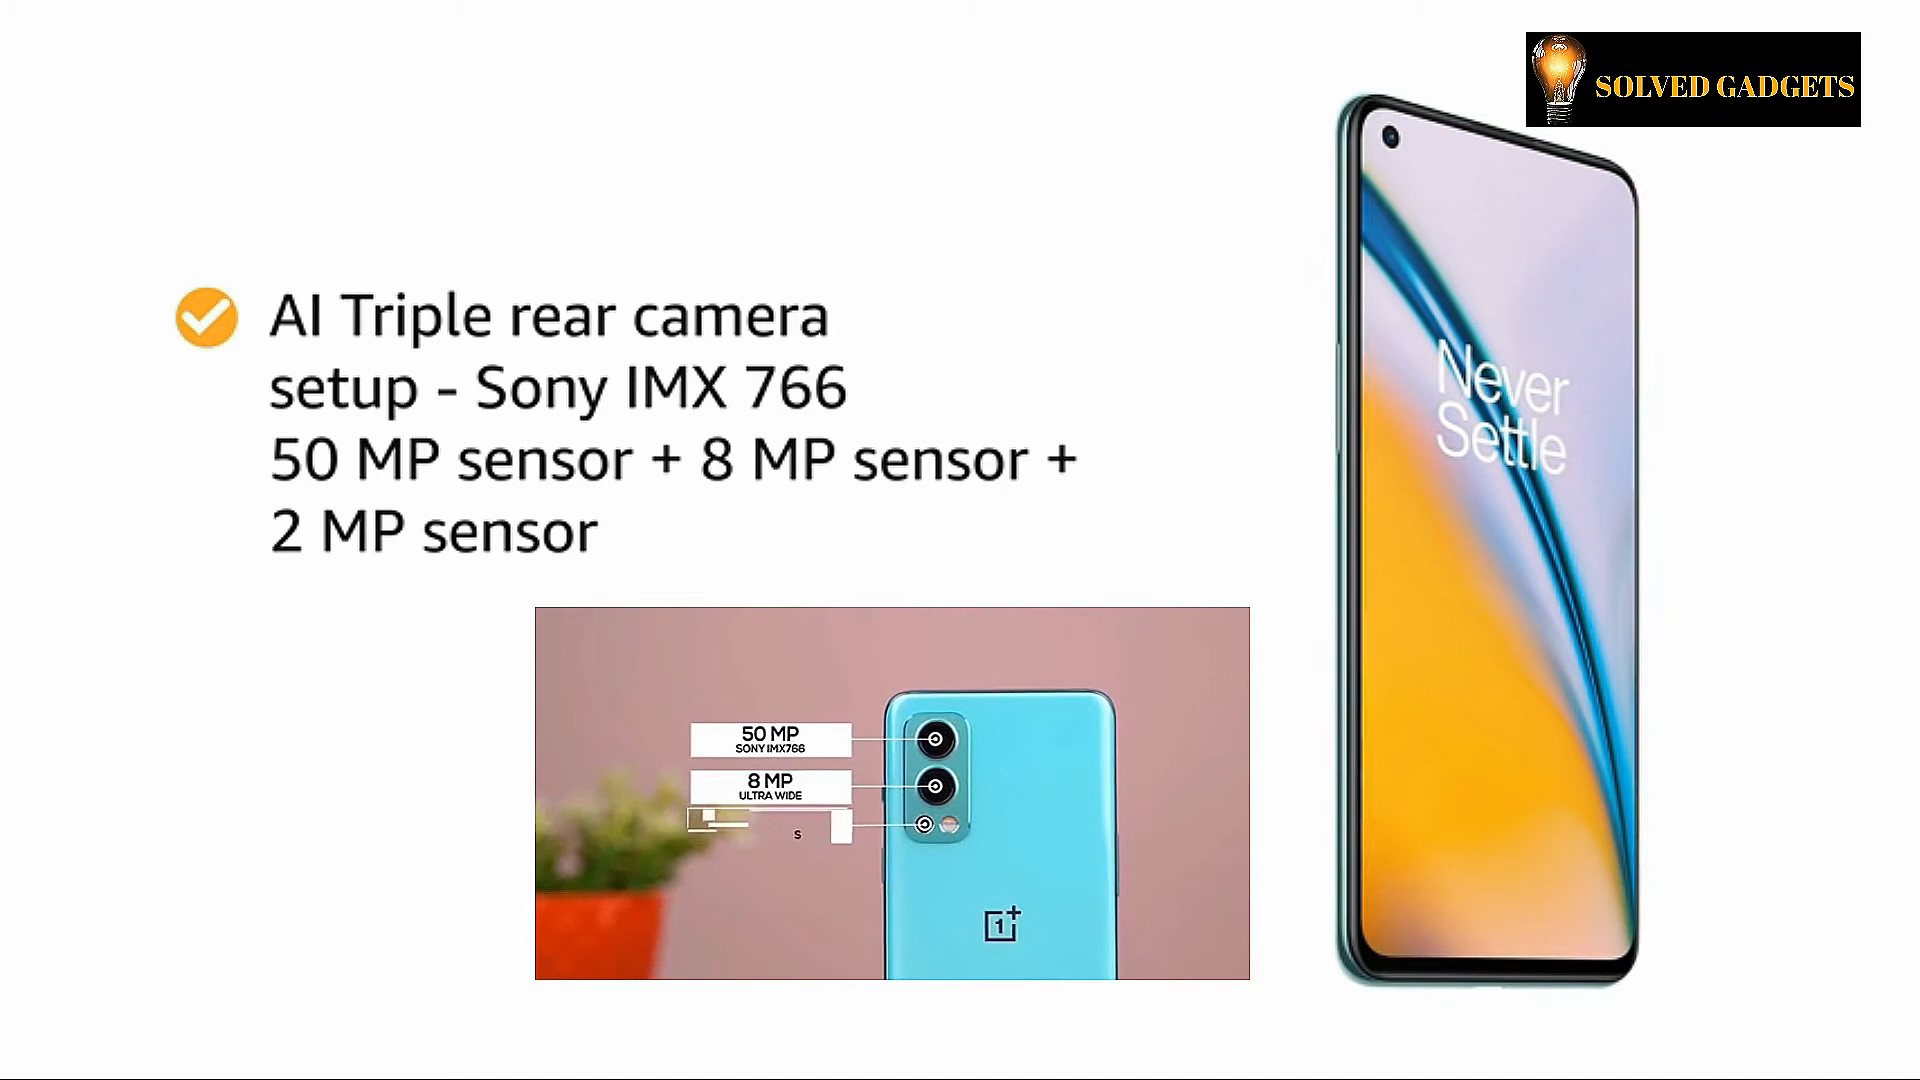 SOLVED GADGETS
AI Triple rear camera
setup - Sony IMX 766
50 MP sensor + 8 MP sensor +
2 MP sensor
Never
Settle
50 MP
SONY IMX766
8 MP
ULTRA WIDE
S
1+